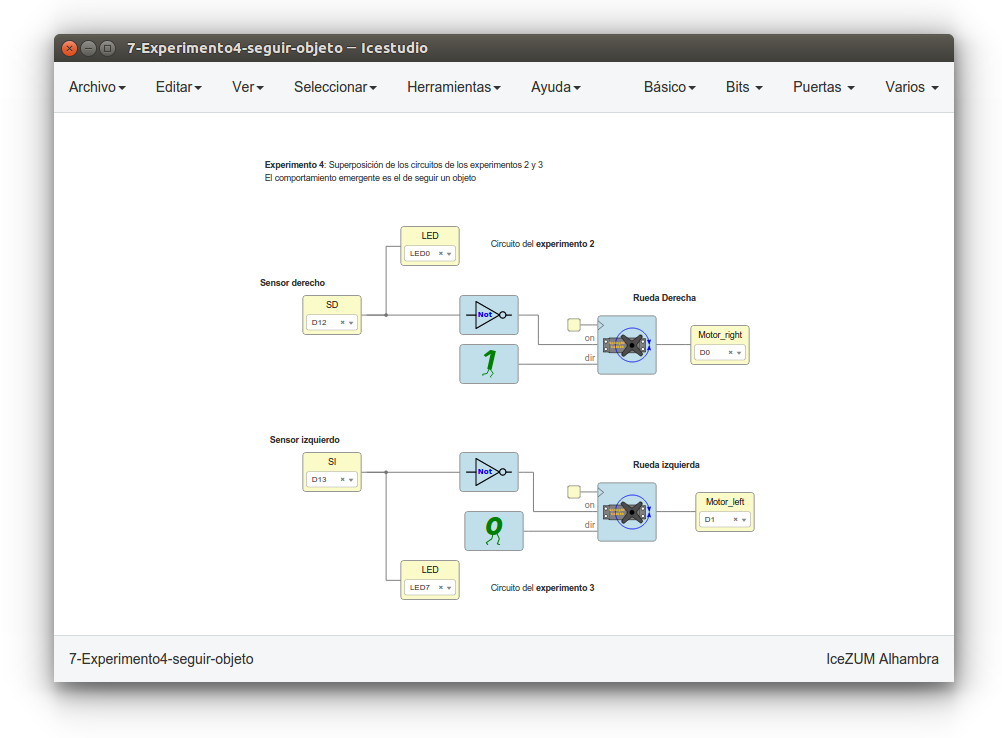 7-Experimento4-seguir-objeto — Icestudio
Archivo Editar Ver Seleccionar Herramientas Ayuda Básico Bits Puertas Varios
Experimento 4: Superposición de los circuitos de los experimentos 2 y 3
El comportamiento emergente es el de seguir un objeto
LED
LED0
Circuito del experimento 2
Sensor derecho
SD
D12
Not
1
Rueda Derecha
on
dir
Motor_right
D0
Sensor izquierdo
SI
D13
Not
0
Rueda izquierda
on
dir
Motor_left
D1
LED
LED7
Circuito del experimento 3
7-Experimento4-seguir-objeto
IceZUM Alhambra